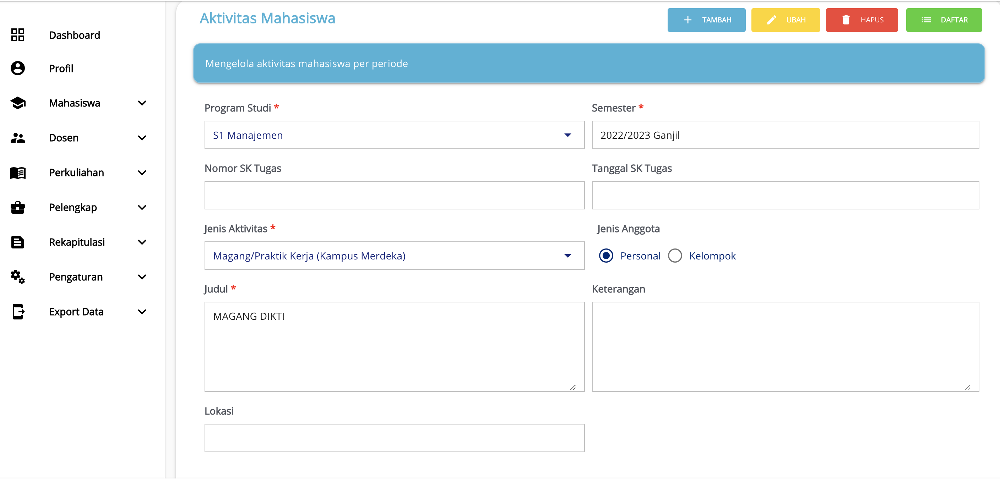 Dashboard
Profil
Mahasiswa
Dosen
Perkuliahan
Pelengkap
Rekapitulasi
Pengaturan
Export Data
Aktivitas Mahasiswa
TAMBAH
UBAH
HAPUS
DAFTAR
Mengelola aktivitas mahasiswa per periode
Program Studi *
S1 Manajemen
Semester *
2022/2023 Ganjil
Nomor SK Tugas
Tanggal SK Tugas
Jenis Aktivitas *
Magang/Praktik Kerja (Kampus Merdeka)
Jenis Anggota
Personal
Kelompok
Judul *
MAGANG DIKTI
Keterangan
Lokasi